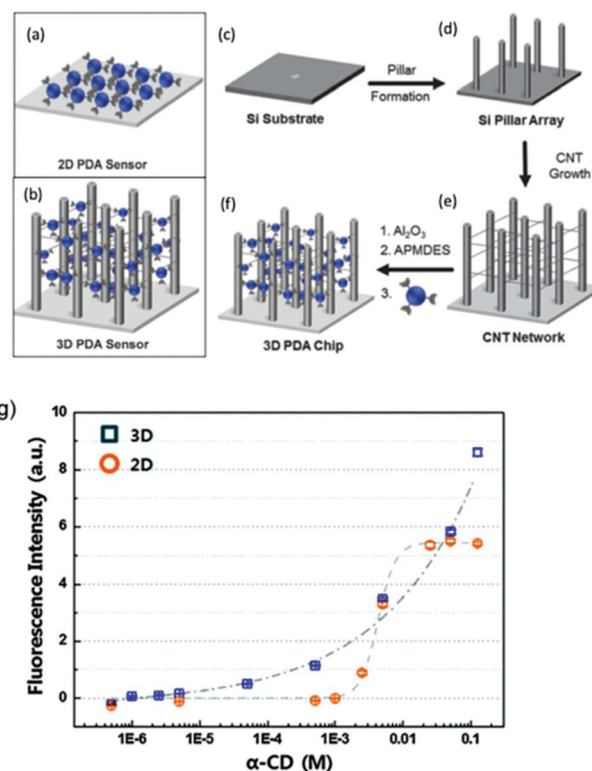 (a)
2D PDA Sensor
(b)
3D PDA Sensor
(c)
Si Substrate
Pillar
Formation
(d)
Si Pillar Array
CNT
Growth
(e)
CNT Network
1. Al₂O₃
2. APMDES
3.
(f)
3D PDA Chip
g)
3D
2D
Fluorescence Intensity (a.u.)
10
8
6
4
2
0
1E-6 1E-5 1E-4 1E-3 0.01 0.1
α-CD (M)